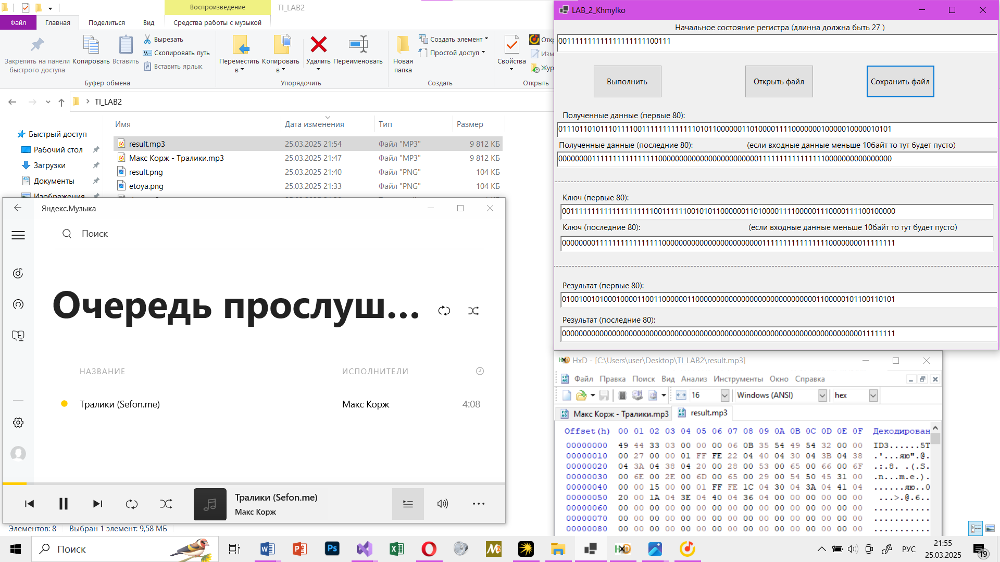 Воспроизведение
TI_LAB2
Файл
Главная
Поделиться
Вид
Средства работы с музыкой
Закрепить на панели быстрого доступа
Копировать
Вставить
Вырезать
Скопировать путь
Вставить ярлык
Буфер обмена
Переместить в
Копировать в
Удалить
Переименовать
Упорядочить
Новая папка
Создать элемент
Простой доступ
Создать
Свойства
Открыть
TI_LAB2
Имя
Дата изменения
Тип
Размер
Быстрый доступ
Рабочий стол
Загрузки
Документы
Изображения
result.mp3 25.03.2025 21:54 Файл "MP3" 9 812 КБ
Макс Корж - Тралики.mp3 25.03.2025 21:47 Файл "MP3" 9 812 КБ
result.png 25.03.2025 21:40 Файл "PNG" 104 КБ
etoya.png 25.03.2025 21:33 Файл "PNG" 104 КБ
Яндекс.Музыка
Поиск
Очередь прослуш...
НАЗВАНИЕ
ИСПОЛНИТЕЛИ
Тралики (Sefon.me)
Макс Корж
4:08
Тралики (Sefon.me)
Макс Корж
Элементов: 8
Выбран 1 элемент: 9,58 МБ
LAB_2_Khmylko
Начальное состояние регистра (длинна должна быть 27 )
001111111111111111111100111
Выполнить
Открыть файл
Сохранить файл
Полученные данные (первые 80):
Полученные данные (последние 80):
(если входные данные меньше 10байт то тут будет пусто)
00000000111111111111111100000000000000000000000011111111111111110000000000000000
Ключ (первые 80):
Ключ (последние 80):
(если входные данные меньше 10байт то тут будет пусто)
00000000111111111111111100000000000000000000000011111111111111110000000011111111
Результат (первые 80):
01001001010001000011001100000011000000000000000000000000000001100000101100110101
Результат (последние 80):
00000000000000000000000000000000000000000000000000000000000000000000000011111111
HxD - [C:\Users\user\Desktop\TI_LAB2\result.mp3]
Файл
Правка
Поиск
Вид
Анализ
Инструменты
Окно
Справка
16
Windows (ANSI)
hex
Макс Корж - Тралики.mp3
result.mp3
Offset(h) 00 01 02 03 04 05 06 07 08 09 0A 0B 0C 0D 0E 0F Декодирован
00000000 49 44 33 03 00 00 00 06 0B 35 54 49 54 32 00 00 ID3......5T
00000010 00 27 00 00 01 FF FE 22 04 40 04 30 04 3B 04 38 .'...яю".@.
00000020 04 3A 04 38 04 20 00 28 00 53 00 65 00 66 00 6F .:.8. .(.S.
00000030 00 6E 00 2E 00 6D 00 65 00 29 00 54 50 45 31 00 .n...m.e.).
00000040 00 00 15 00 00 01 FF FE 1C 04 30 04 3A 04 41 04 ......яю..0
00000050 20 00 1A 04 3E 04 40 04 36 04 00 00 00 00 00 00  ...>.@.6..
00000060 00 00 00 00 00 00 00 00 00 00 00 00 00 00 00 00 ...........
00000070 00 00 00 00 00 00 00 00 00 00 00 00 00 00 00 00 ...........
00000080 00 00 00 00 00 00 00 00 00 00 00 00 00 00 00 00 ...........
Поиск
РУС
21:55
25.03.2025
19